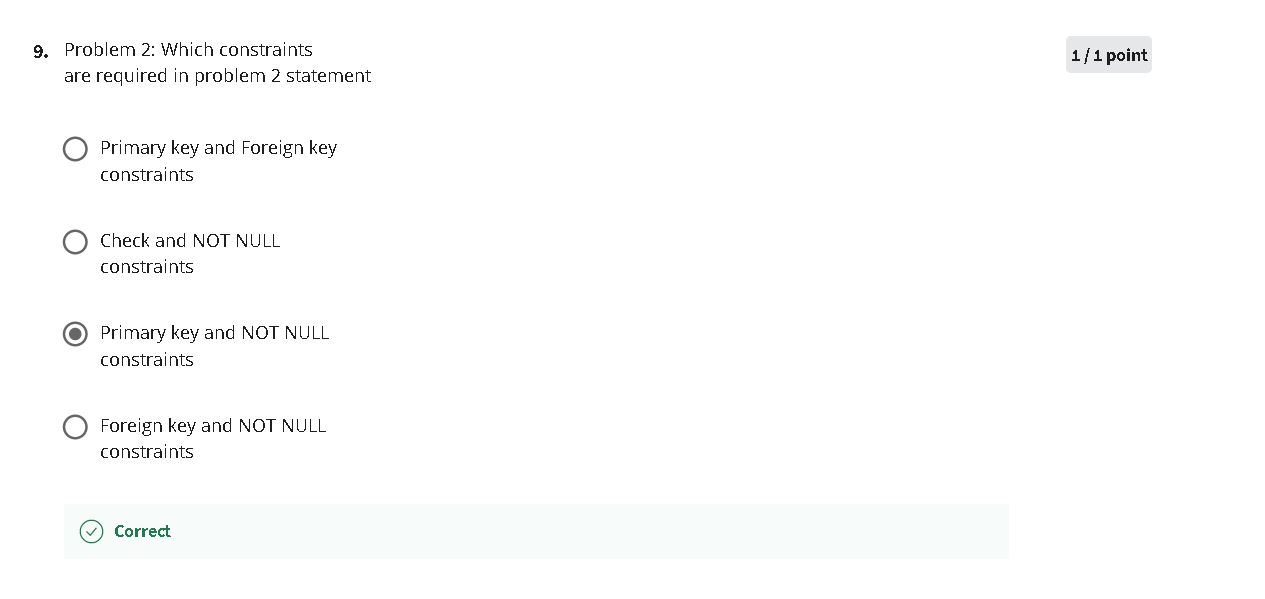 9. Problem 2: Which constraints
are required in problem 2 statement
1 / 1 point
Primary key and Foreign key
constraints
Check and NOT NULL
constraints
Primary key and NOT NULL
constraints
Foreign key and NOT NULL
constraints
Correct